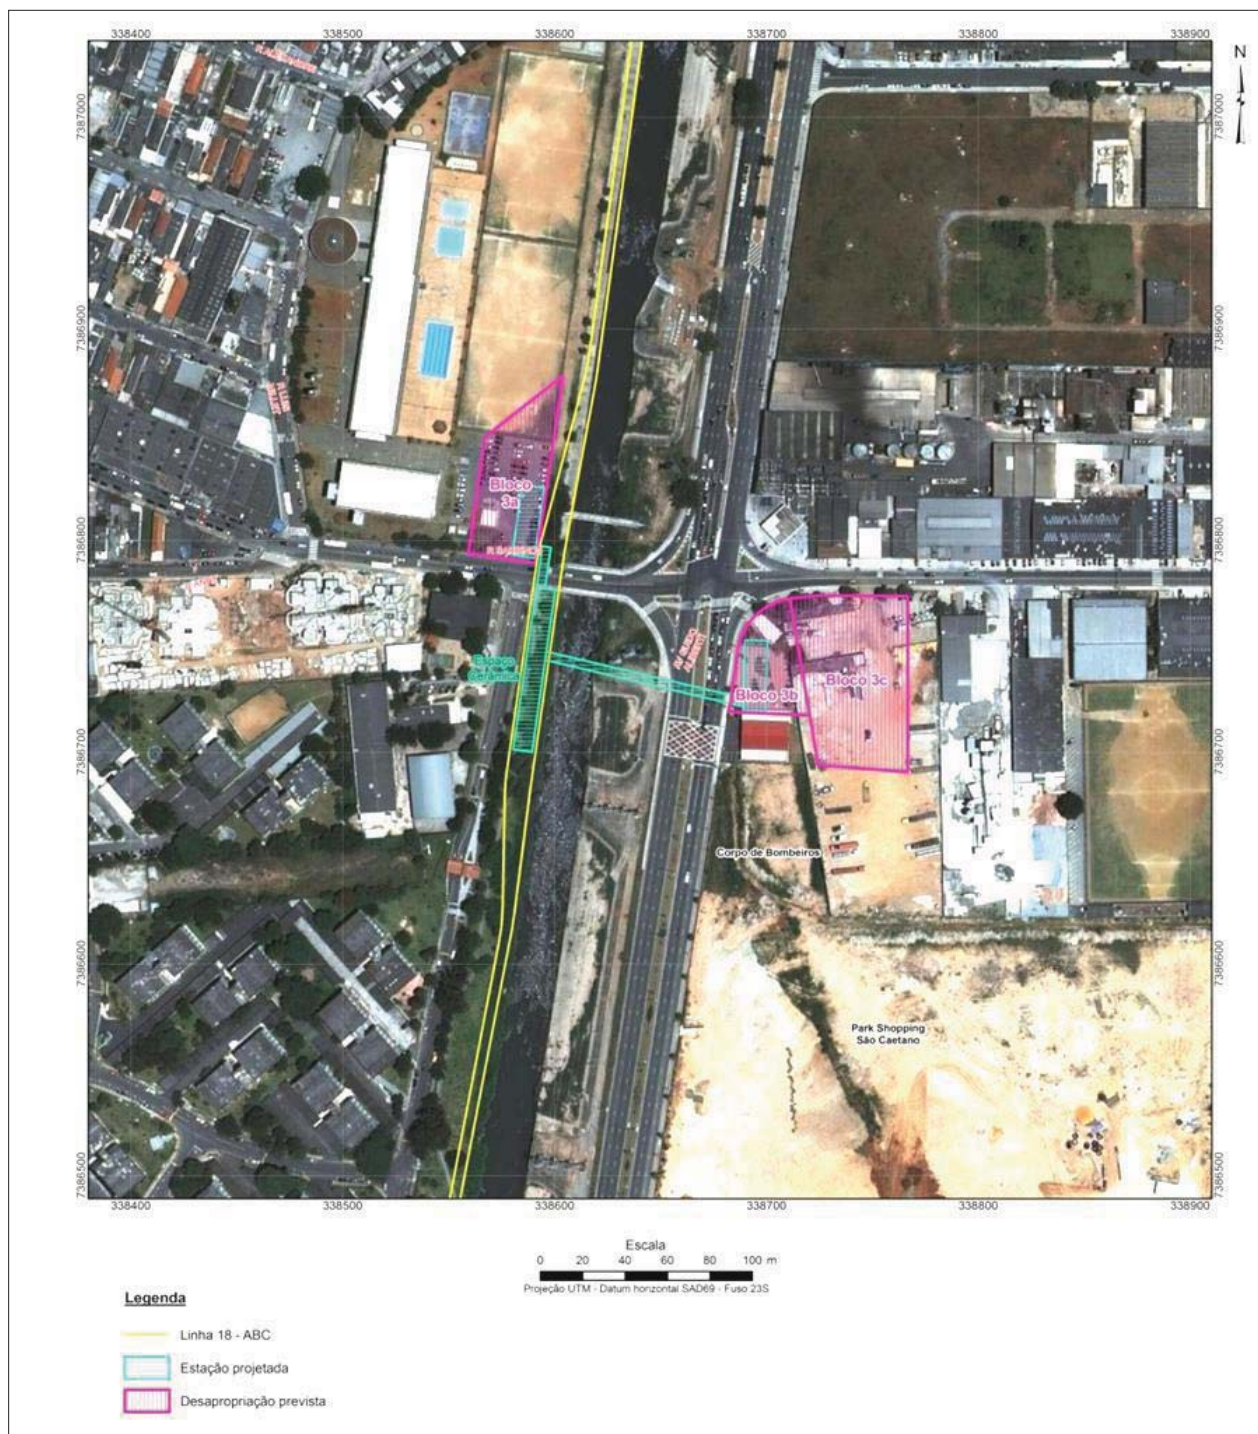 338400
338500
338600
338700
338800
338900
N
7387000
7387000
7386900
7386900
Bloco
3a
7386800
7386800
Espaço
Cerâmica
Bloco 3b
Bloco 3c
7386700
7386700
Corpo de Bombeiros
7386600
7386600
Park Shopping
São Caetano
7386500
7386500
338400
338500
338600
338700
338800
338900
Escala
0 20 40 60 80 100 m
Projeção UTM - Datum horizontal SAD69 - Fuso 23S
Legenda
Linha 18 - ABC
Estação projetada
Desapropriação prevista